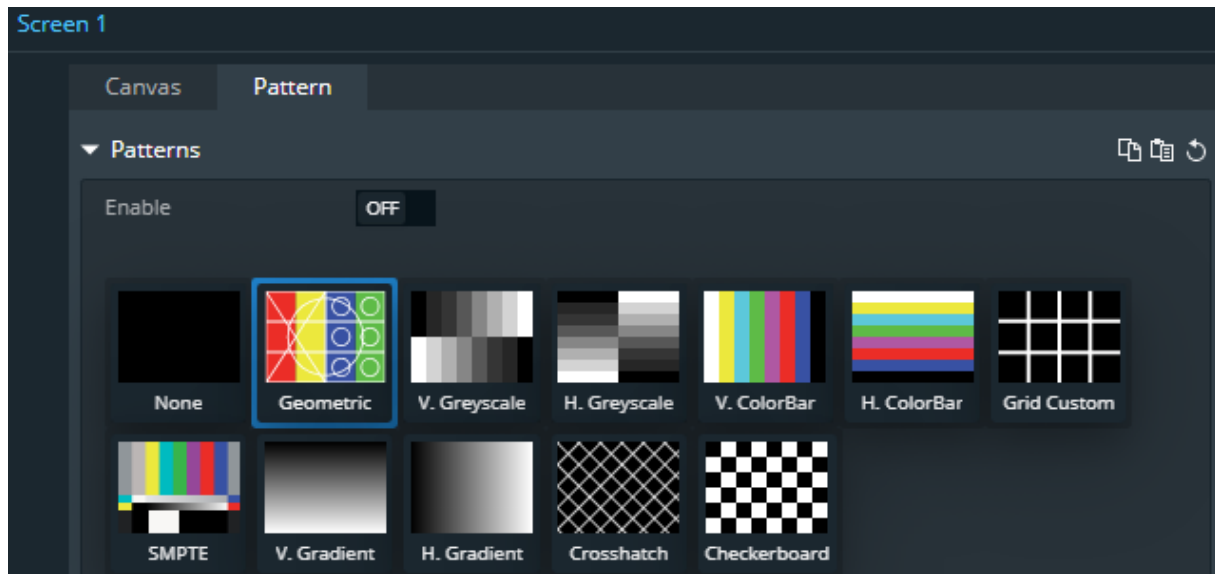 Screen 1
Canvas Pattern
Patterns
Enable OFF
None Geometric V. Greyscale H. Greyscale V. ColorBar H. ColorBar Grid Custom
SMPTE V. Gradient H. Gradient Crosshatch Checkerboard